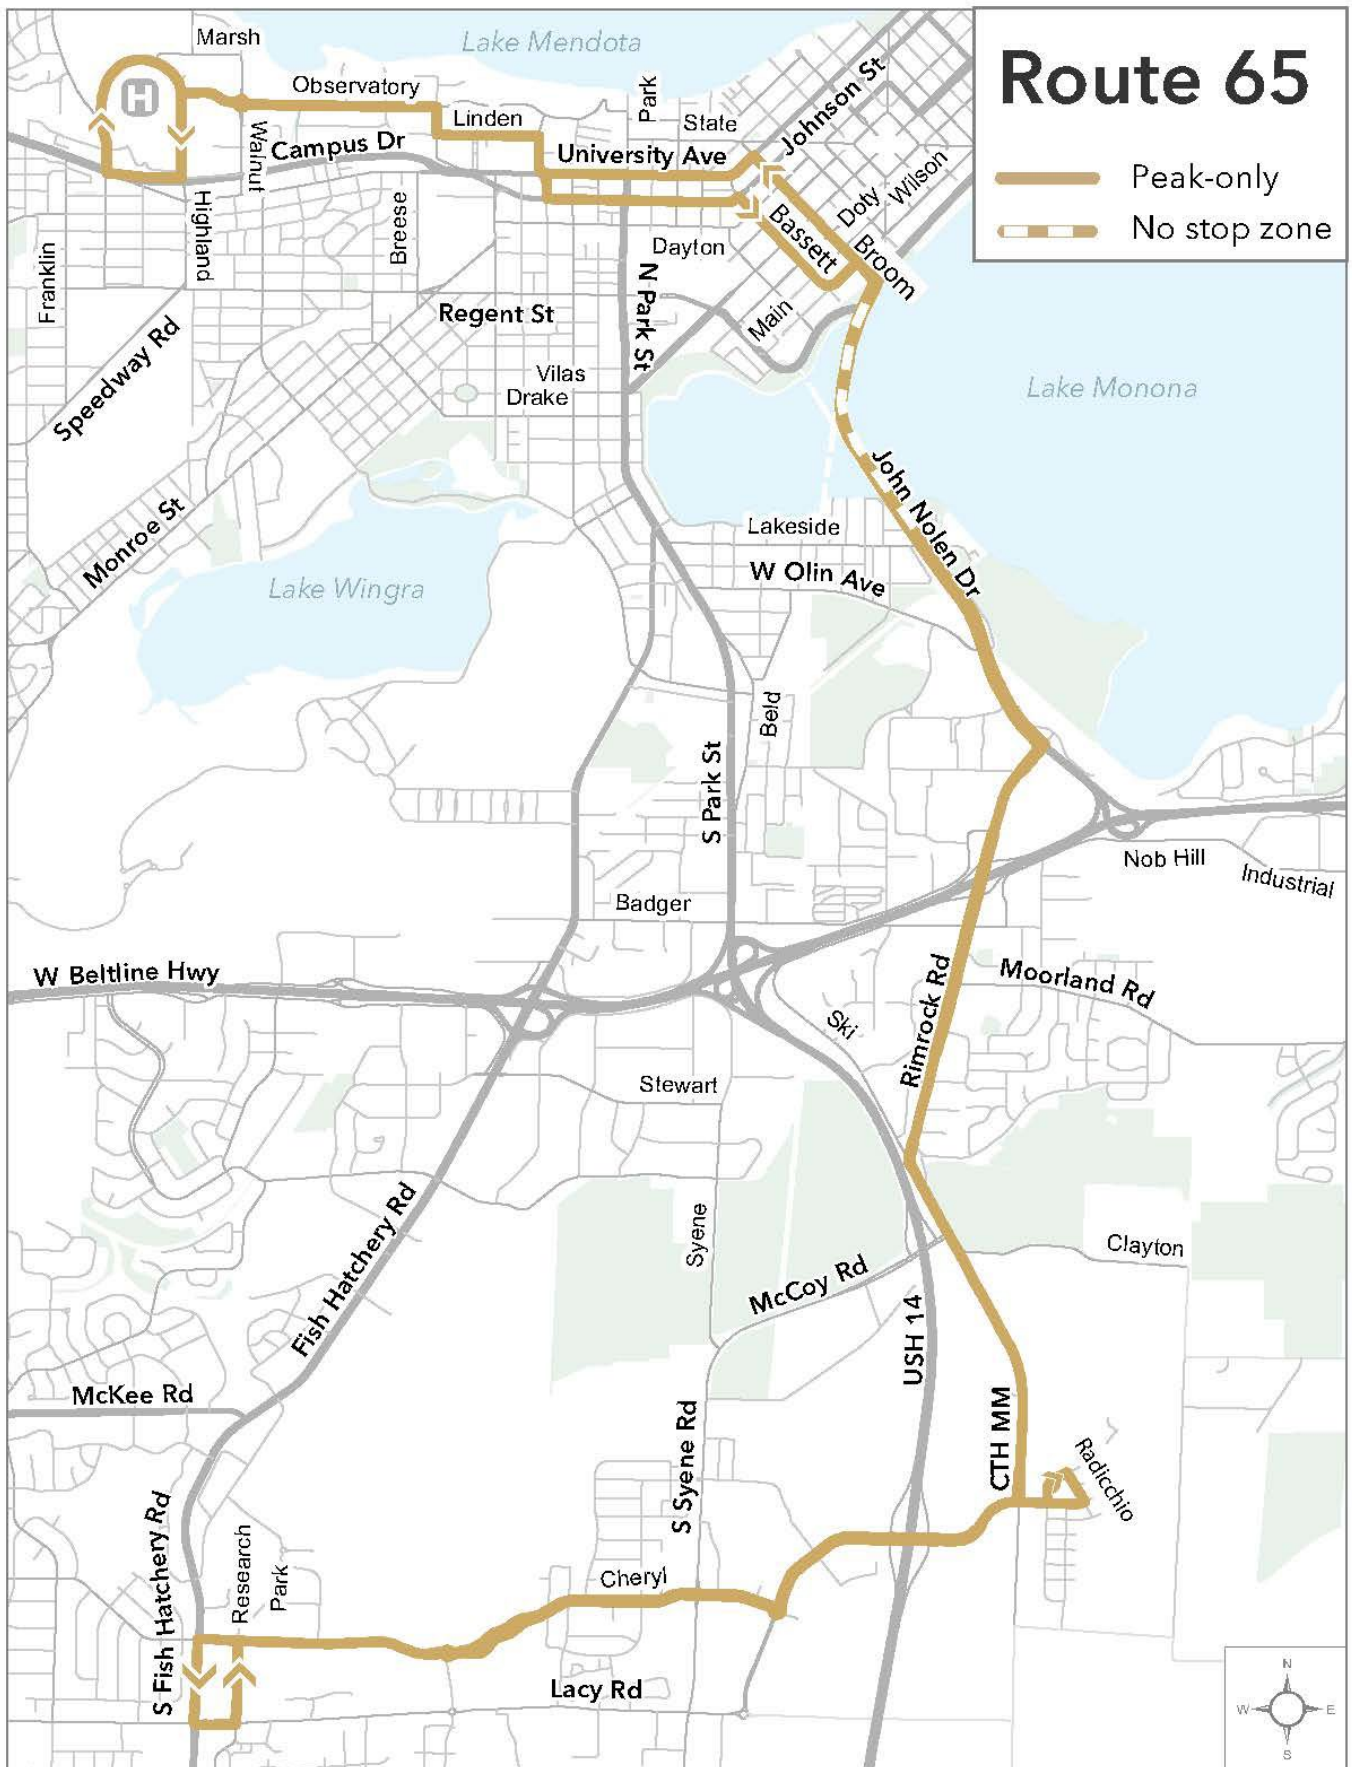 Route 65
Peak-only
No stop zone
Lake Mendota
Marsh
H
Observatory
Linden
Park
State
Johnson St
Walnut
Campus Dr
University Ave
Doty
Wilson
Highland
Breese
Dayton
Bassett
Broom
Franklin
N Park St
Regent St
Main
Speedway Rd
Vilas
Drake
Lake Monona
John Nolen Dr
Monroe St
Lakeside
W Olin Ave
Lake Wingra
Beld
S Park St
Nob Hill
Industrial
Badger
W Beltline Hwy
Moorland Rd
Rimrock Rd
Ski
Stewart
Fish Hatchery Rd
Syene
Clayton
McCoy Rd
USH 14
McKee Rd
CTH MM
Radicchio
S Syene Rd
S Fish Hatchery Rd
Research
Park
Cheryl
Lacy Rd
N
W
E
S